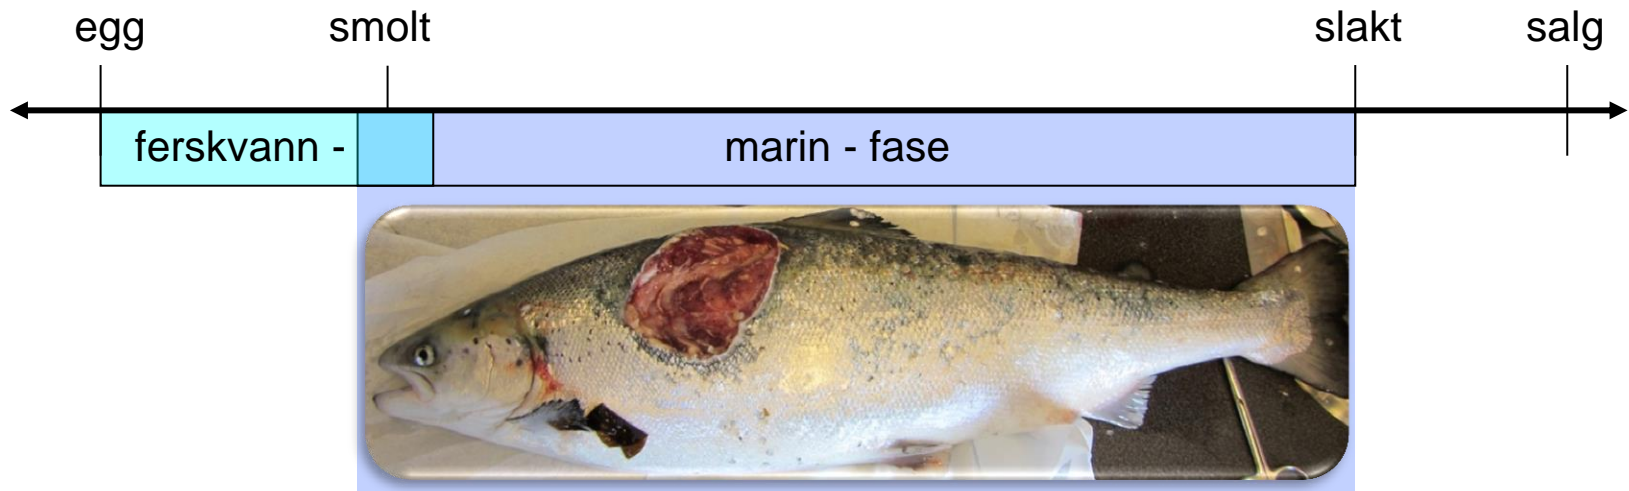 egg smolt slakt salg
ferskvann - marin - fase